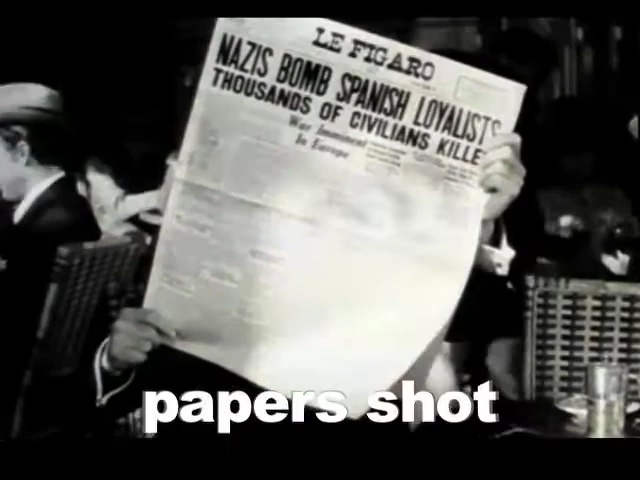 LE FIGARO
NAZIS BOMB SPANISH LOYALISTS
THOUSANDS OF CIVILIANS KILLE
War Imminent
In Europe
papers shot